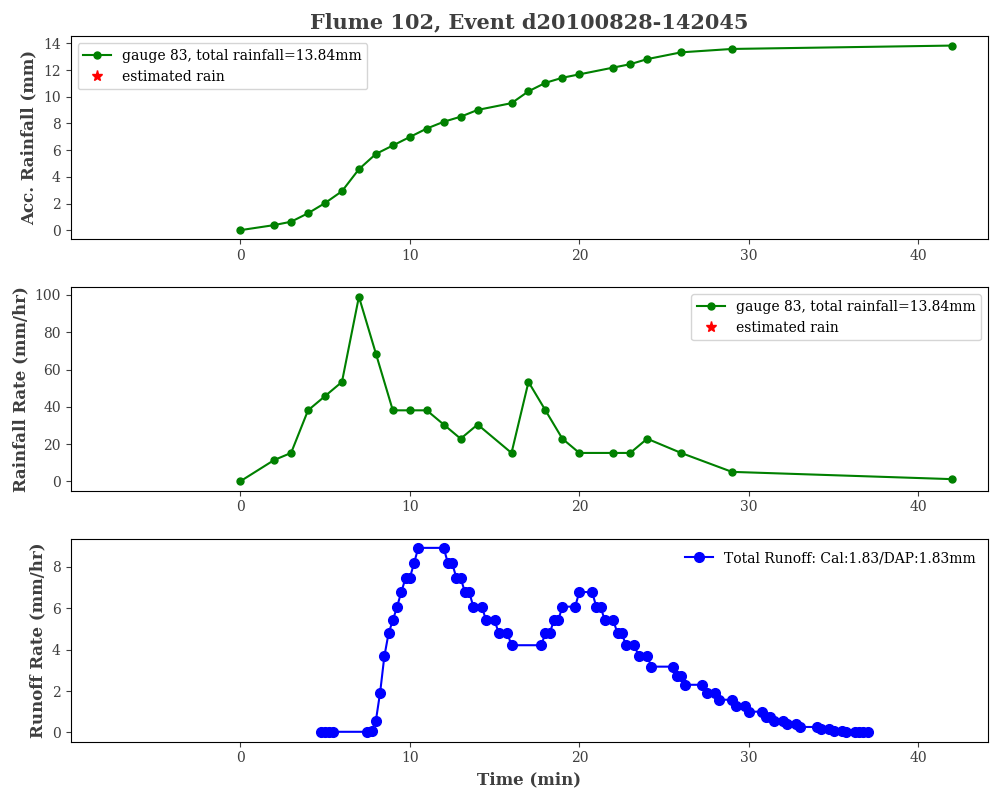 Flume 102, Event d20100828-142045
Acc. Rainfall (mm)
14
12
10
8
6
4
2
0
gauge 83, total rainfall=13.84mm
estimated rain
0 10 20 30 40
Rainfall Rate (mm/hr)
100
80
60
40
20
0
gauge 83, total rainfall=13.84mm
estimated rain
0 10 20 30 40
Runoff Rate (mm/hr)
8
6
4
2
0
Total Runoff: Cal:1.83/DAP:1.83mm
0 10 20 30 40
Time (min)